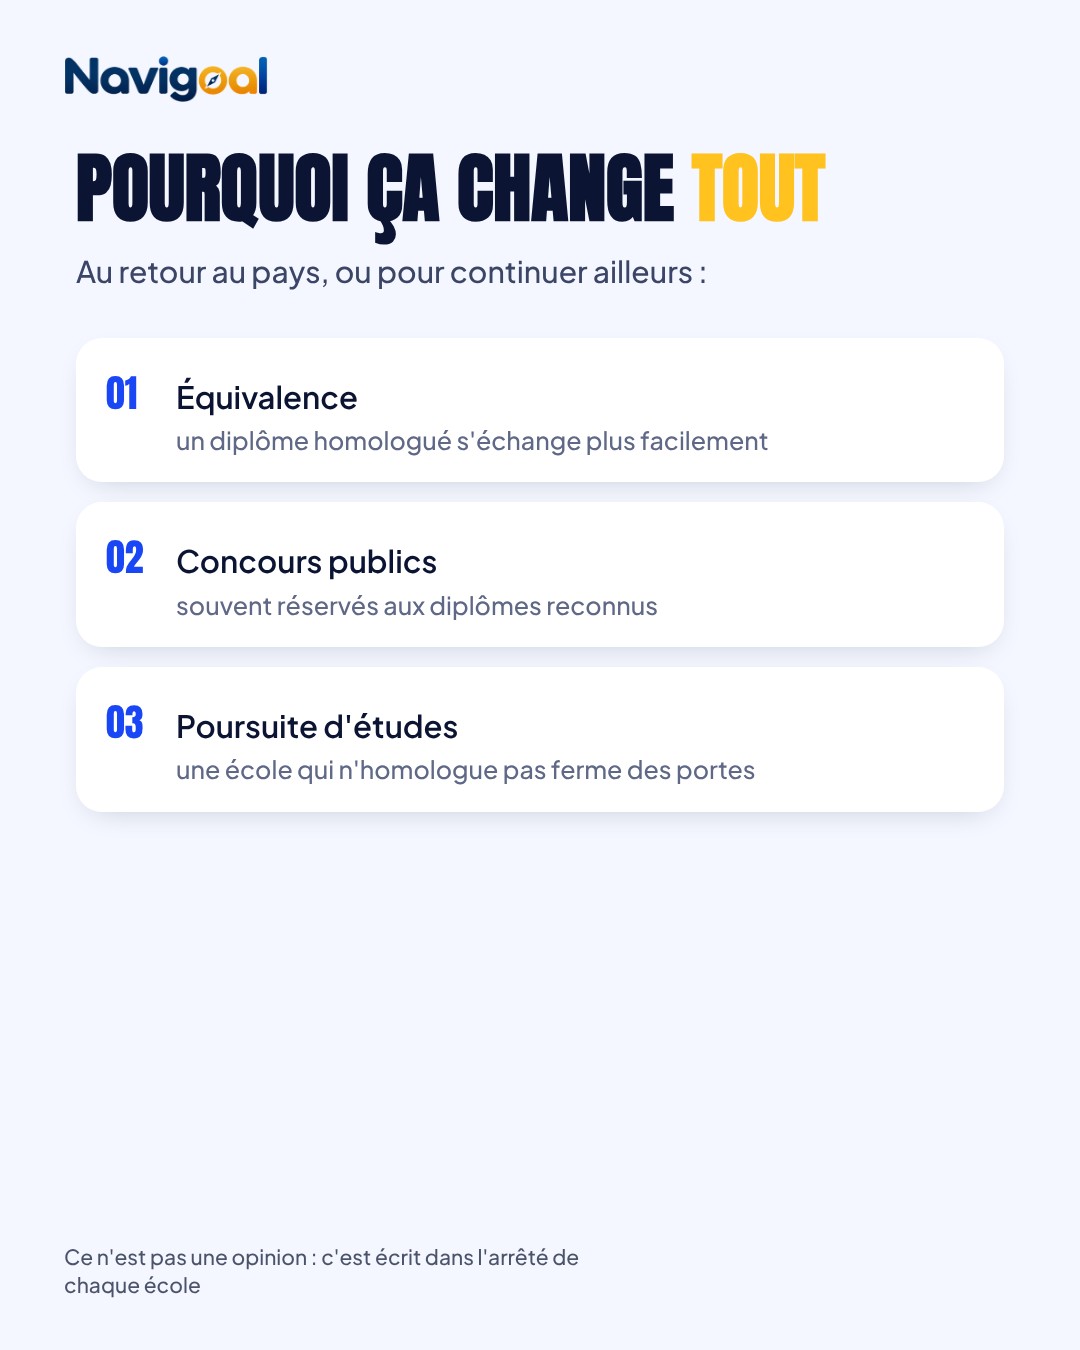 Navigoal
POURQUOI ÇA CHANGE TOUT
Au retour au pays, ou pour continuer ailleurs :
01 Équivalence
un diplôme homologué s'échange plus facilement
02 Concours publics
souvent réservés aux diplômes reconnus
03 Poursuite d'études
une école qui n'homologue pas ferme des portes
Ce n'est pas une opinion : c'est écrit dans l'arrêté de
chaque école